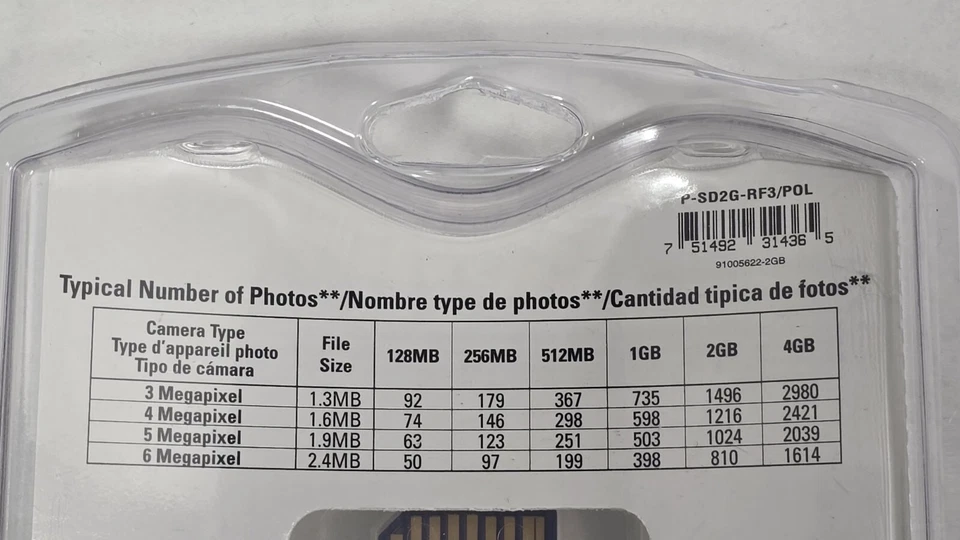 P-SD2G-RF3/POL
7 51492 31436 5
91005622-2GB
Typical Number of Photos**/Nombre type de photos**/Cantidad tipica de fotos**
Camera Type
Type d'appareil photo
Tipo de cámara
File
Size
128MB 256MB 512MB 1GB 2GB 4GB
3 Megapixel 1.3MB 92 179 367 735 1496 2980
4 Megapixel 1.6MB 74 146 298 598 1216 2421
5 Megapixel 1.9MB 63 123 251 503 1024 2039
6 Megapixel 2.4MB 50 97 199 398 810 1614